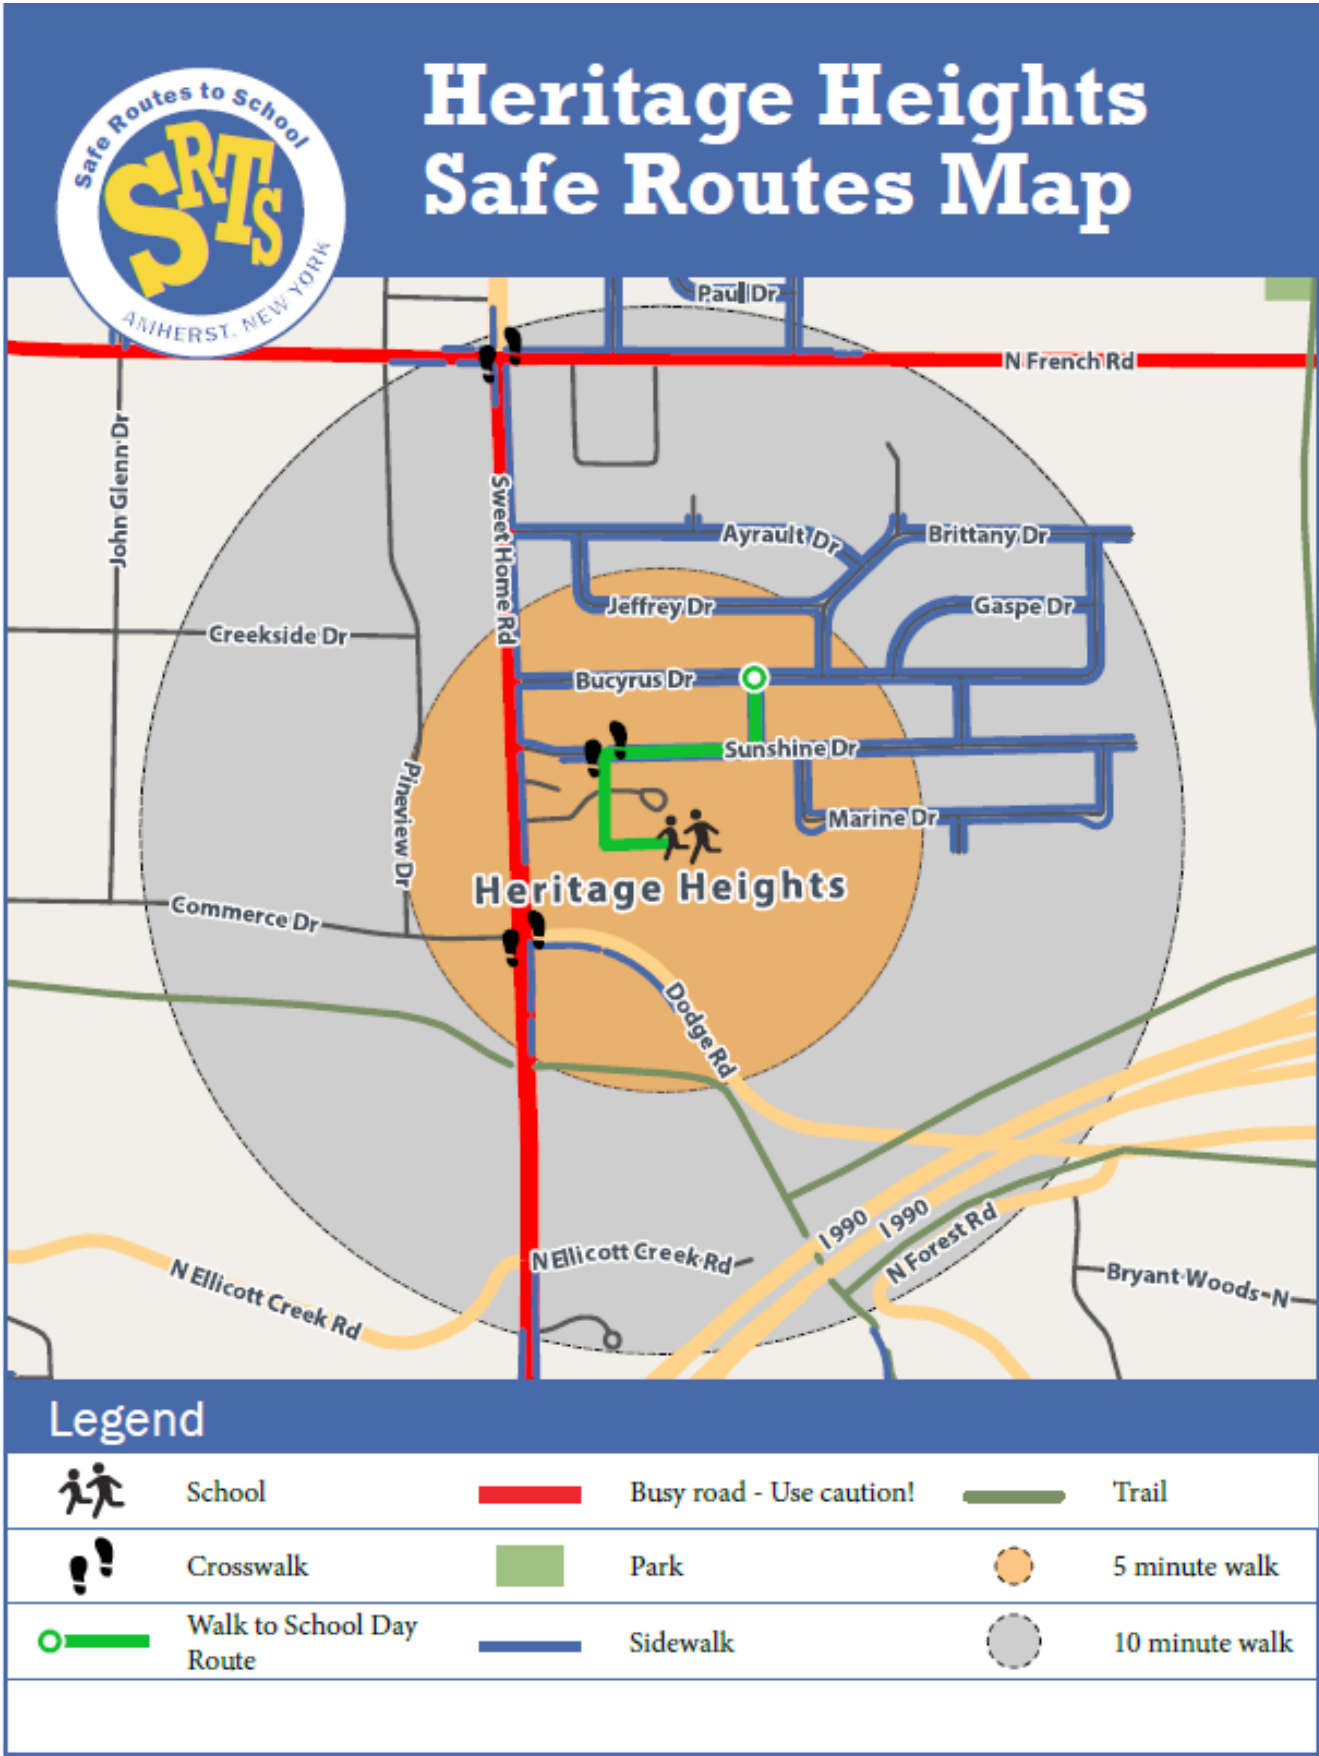 Safe Routes to School
SRTS
AMHERST, NEW YORK
Heritage Heights
Safe Routes Map
Paul Dr
N French Rd
John Glenn Dr
Sweet Home Rd
Ayrault Dr
Brittany Dr
Jeffrey Dr
Gaspe Dr
Creekside Dr
Bucyrus Dr
Sunshine Dr
Pineview Dr
Marine Dr
Heritage Heights
Commerce Dr
Dodge Rd
I 990
I 990
N Forest Rd
N Ellicott Creek Rd
N Ellicott Creek Rd
Bryant Woods N
Legend
School
Busy road - Use caution!
Trail
Crosswalk
Park
5 minute walk
Walk to School Day
Route
Sidewalk
10 minute walk